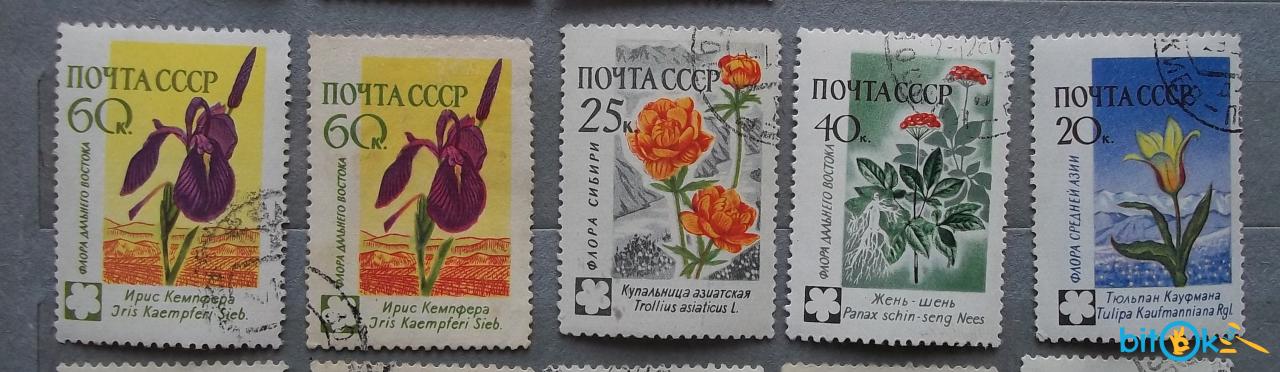 ПОЧТА СССР
60к.
ФЛОРА ДАЛЬНЕГО ВОСТОКА
Ирис Кемпфера
Iris Kaempferi Sieb.
ПОЧТА СССР
60к.
ФЛОРА ДАЛЬНЕГО ВОСТОКА
Ирис Кемпфера
Iris Kaempferi Sieb.
ПОЧТА СССР
25к.
ФЛОРА СИБИРИ
Купальница азиатская
Trollius asiaticus L.
ПОЧТА СССР
40к.
ФЛОРА ДАЛЬНЕГО ВОСТОКА
Жень-шень
Panax schin-seng Nees
ПОЧТА СССР
20к.
ФЛОРА СРЕДНЕЙ АЗИИ
Тюльпан Кауфмана
Tulipa Kaufmanniana Rgl.
bitOk